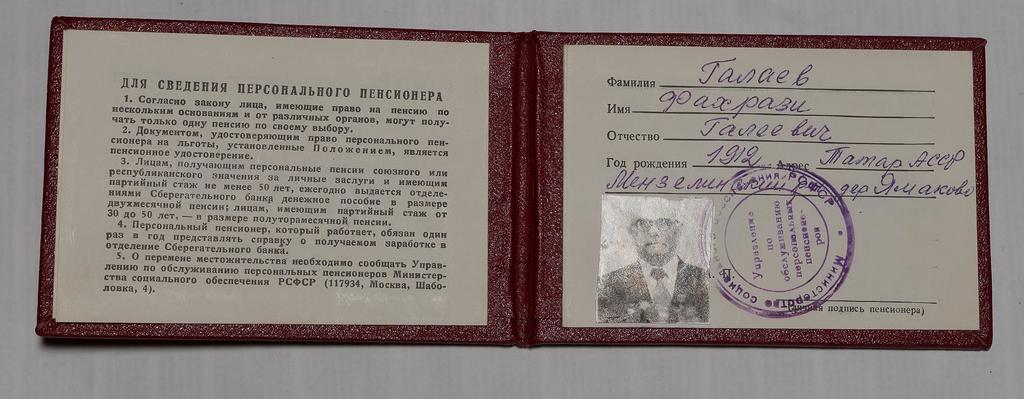 ДЛЯ СВЕДЕНИЯ ПЕРСОНАЛЬНОГО ПЕНСИОНЕРА
1. Согласно закону лица, имеющие право на пенсию по
нескольким основаниям и от различных органов, могут полу-
чать только одну пенсию по своему выбору.
2. Документом, удостоверяющим право персонального пен-
сионера на льготы, установленные Положением, является
пенсионное удостоверение.
3. Лицам, получающим персональные пенсии союзного или
республиканского значения за личные заслуги и имеющим
партийный стаж не менее 50 лет, ежегодно выдается отделе-
ниями Сберегательного банка денежное пособие в размере
двухмесячной пенсии; лицам, имеющим партийный стаж от
30 до 50 лет, — в размере полуторамесячной пенсии.
4. Персональный пенсионер, который работает, обязан один
раз в год представлять справку о получаемом заработке в
отделение Сберегательного банка.
5. О перемене местожительства необходимо сообщать Управ-
лению по обслуживанию персональных пенсионеров Министер-
ства социального обеспечения РСФСР (117934, Москва, Шабо-
ловка, 4).
Фамилия Галаев
Имя Фахрази
Отчество Галеевич
Год рождения 1912 Адрес Татар АССР
Мензелинский р дер Ямаково
Управление
по
обслуживанию
персональных
пенсионе-
ров
(личная подпись пенсионера)